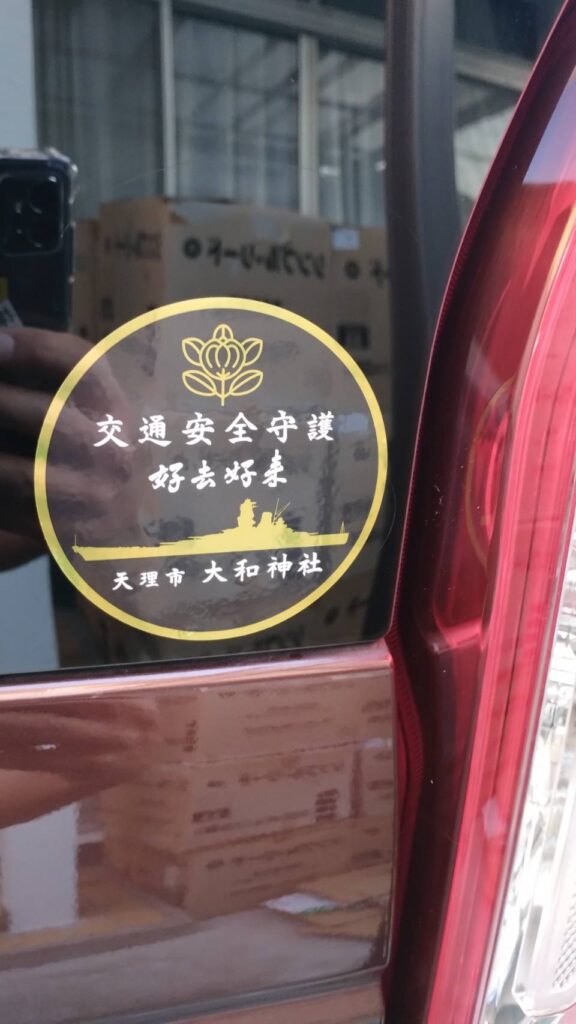 交通安全守護
好去好来
天理市 大和神社